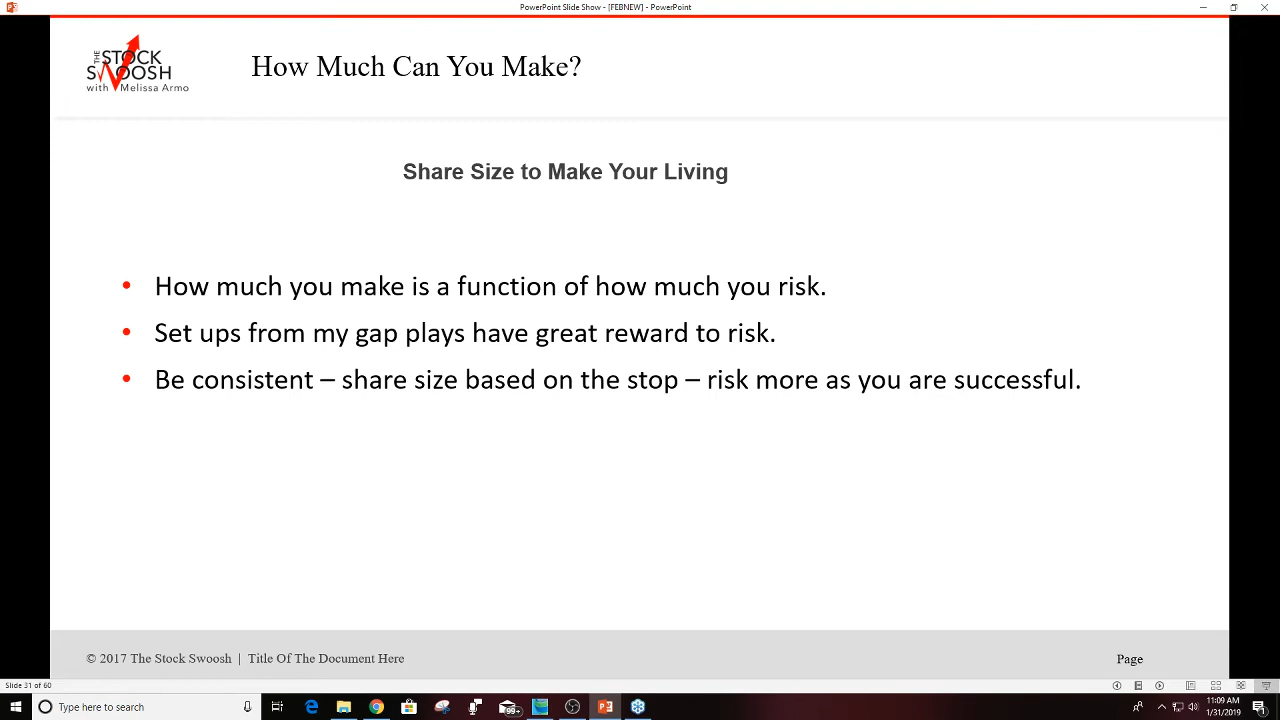 PowerPoint Slide Show - [FEBNEW] - PowerPoint
THE STOCK
SWOOSH
with Melissa Armo
How Much Can You Make?
Share Size to Make Your Living
• How much you make is a function of how much you risk.
• Set ups from my gap plays have great reward to risk.
• Be consistent – share size based on the stop – risk more as you are successful.
© 2017 The Stock Swoosh | Title Of The Document Here
Page
Slide 31 of 60
Type here to search
99+
11:09 AM
1/31/2019
1